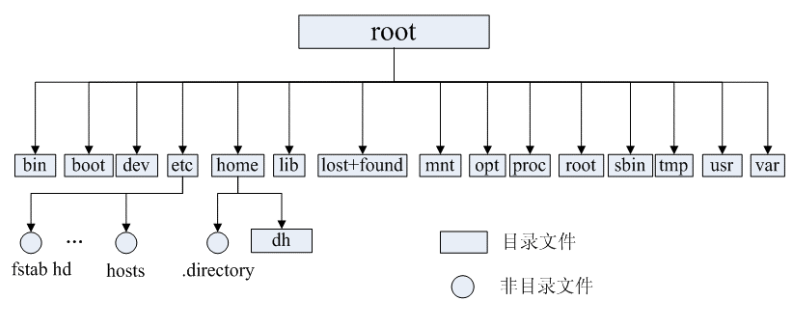 root
bin boot dev etc home lib lost+found mnt opt proc root sbin tmp usr var
... dh 目录文件
fstab hd hosts .directory 非目录文件